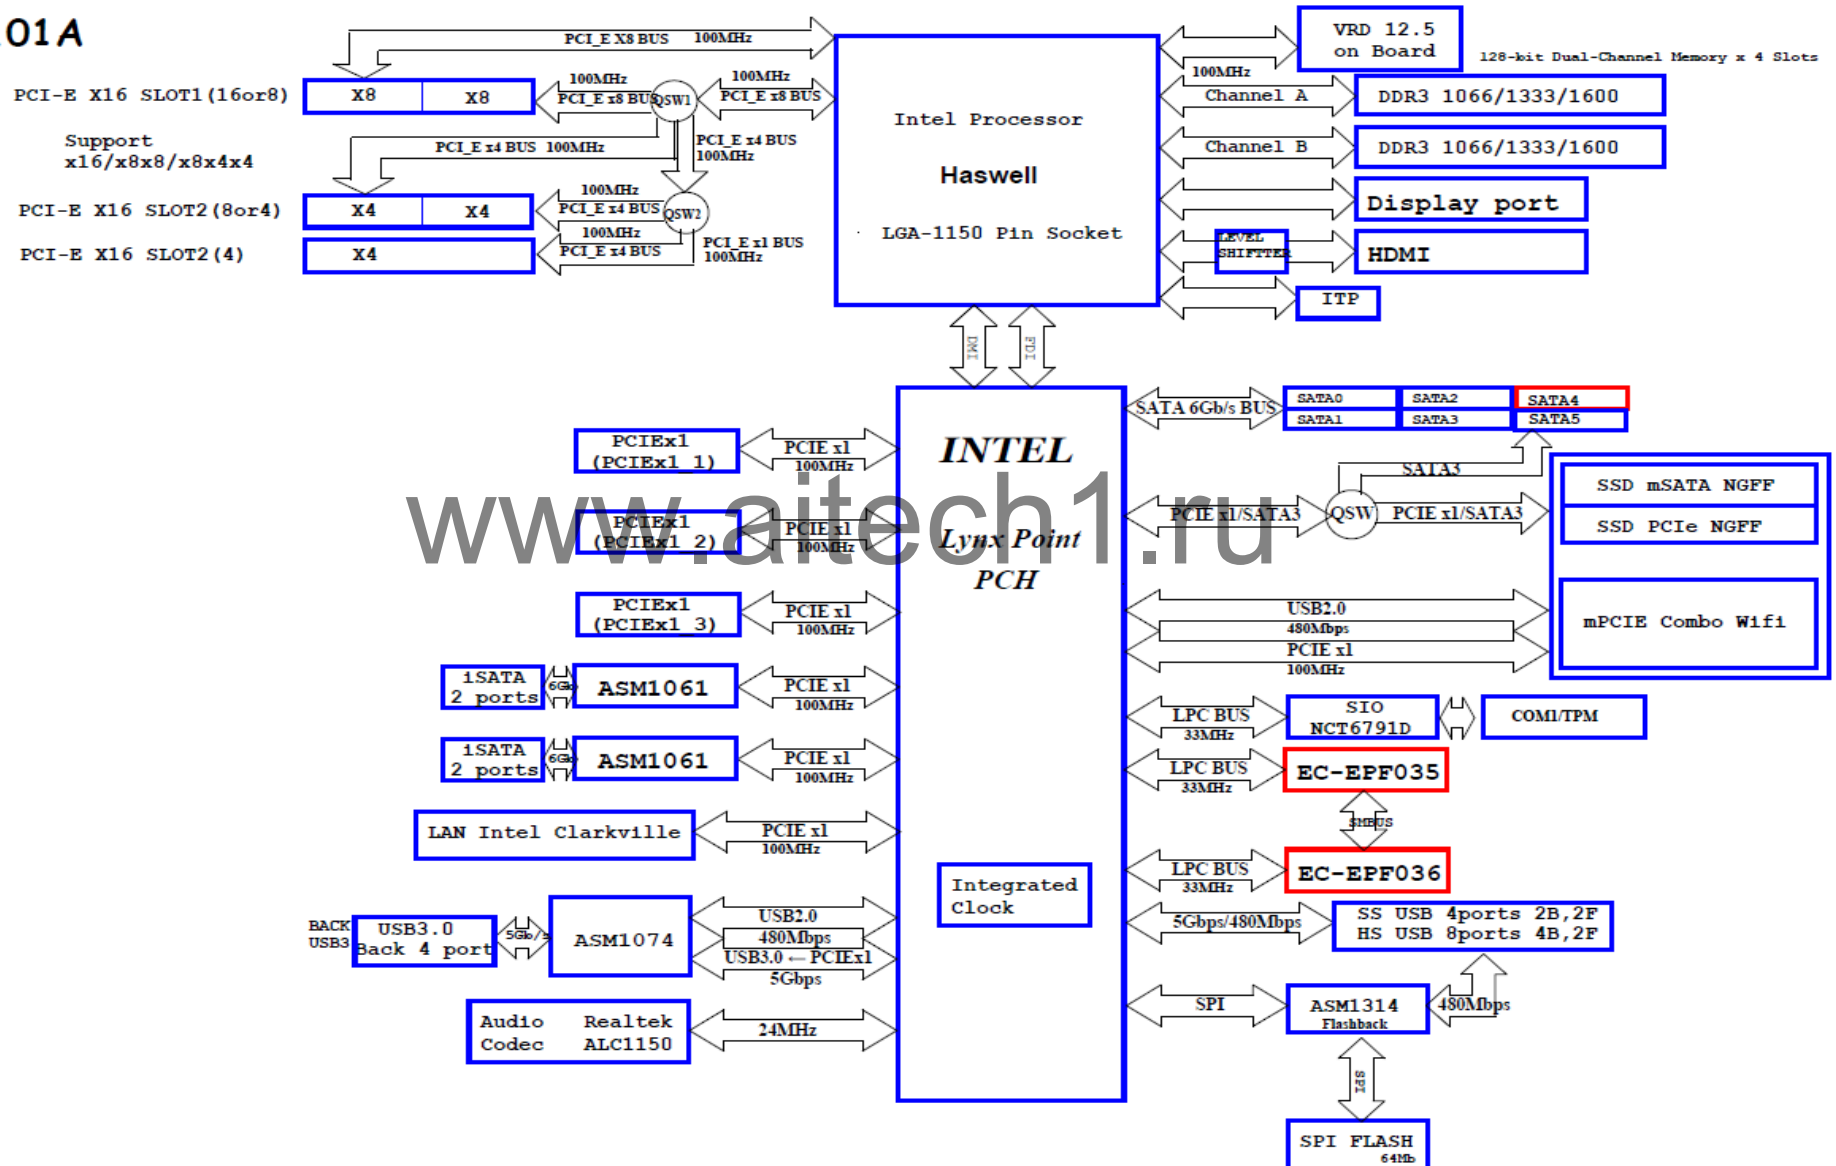 01A
PCI_E X8 BUS 100MHz
VRD 12.5
on Board
128-bit Dual-Channel Memory x 4 Slots
PCI-E X16 SLOT1(16or8)
X8
X8
100MHz
PCI_E x8 BUS
QSW1
100MHz
PCI_E x8 BUS
100MHz
Channel A
DDR3 1066/1333/1600
Support
x16/x8x8/x8x4x4
PCI_E x4 BUS 100MHz
PCI_E x4 BUS
100MHz
Intel Processor
Haswell
LGA-1150 Pin Socket
Channel B
DDR3 1066/1333/1600
PCI-E X16 SLOT2(8or4)
X4
X4
100MHz
PCI_E x4 BUS
QSW2
Display port
PCI-E X16 SLOT2(4)
X4
100MHz
PCI_E x4 BUS
PCI_E x1 BUS
100MHz
LEVEL
SHIFTTER
HDMI
ITP
DMI
FDI
INTEL
Lynx Point
PCH
SATA 6Gb/s BUS
SATA0
SATA2
SATA4
SATA1
SATA3
SATA5
PCIEx1
(PCIEx1_1)
PCIE x1
100MHz
SATA3
PCIEx1
(PCIEx1_2)
PCIE x1
100MHz
www.aitech1.ru
PCIE x1/SATA3
QSW
PCIE x1/SATA3
SSD mSATA NGFF
SSD PCIe NGFF
PCIEx1
(PCIEx1_3)
PCIE x1
100MHz
USB2.0
480Mbps
PCIE x1
100MHz
mPCIE Combo Wifi
iSATA
2 ports
6Gb
ASM1061
PCIE x1
100MHz
LPC BUS
33MHz
SIO
NCT6791D
COM1/TPM
iSATA
2 ports
6Gb
ASM1061
PCIE x1
100MHz
LPC BUS
33MHz
EC-EPF035
SMBUS
LAN Intel Clarkville
PCIE x1
100MHz
LPC BUS
33MHz
EC-EPF036
Integrated
Clock
BACK
USB3
USB3.0
Back 4 port
5Gb/s
ASM1074
USB2.0
480Mbps
USB3.0 ← PCIEx1
5Gbps
5Gbps/480Mbps
SS USB 4ports 2B,2F
HS USB 8ports 4B,2F
Audio Realtek
Codec ALC1150
24MHz
SPI
ASM1314
Flashback
480Mbps
SPI
SPI FLASH
64Mb